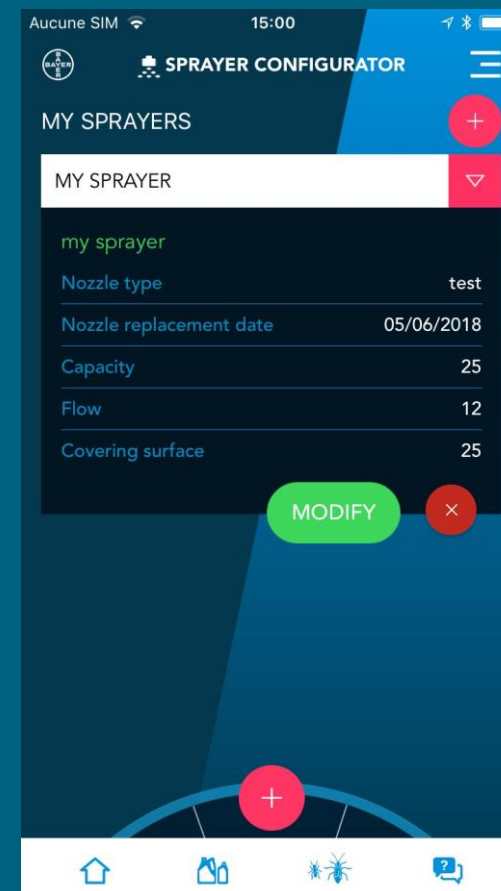 Aucune SIM 15:00
BAYER SPRAYER CONFIGURATOR
MY SPRAYERS
MY SPRAYER
my sprayer
Nozzle type test
Nozzle replacement date 05/06/2018
Capacity 25
Flow 12
Covering surface 25
MODIFY